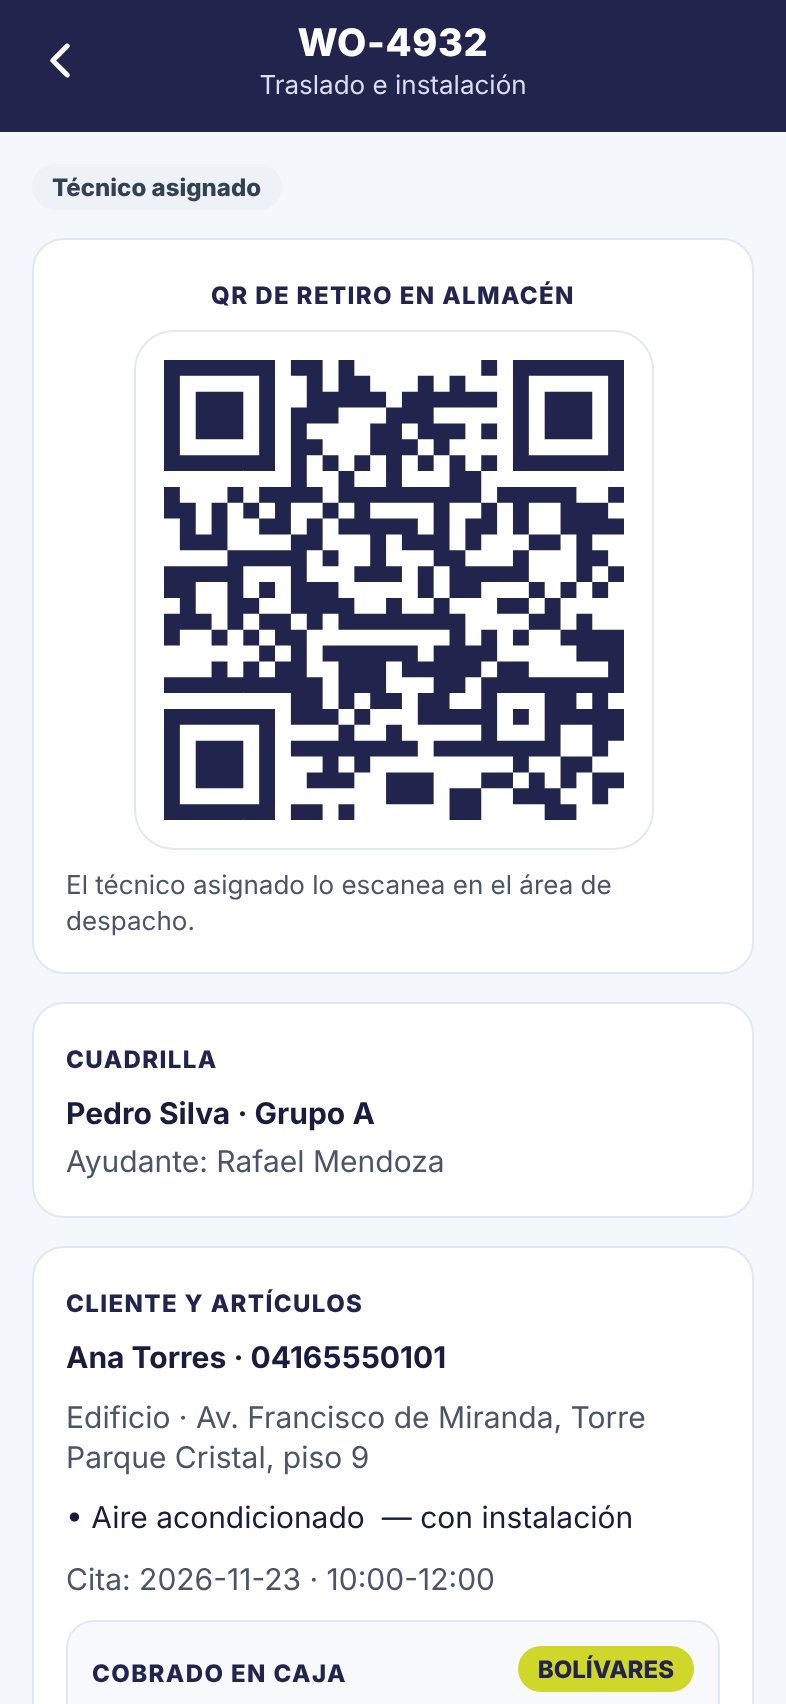 WO-4932
Traslado e instalación
Técnico asignado
QR DE RETIRO EN ALMACÉN
El técnico asignado lo escanea en el área de
despacho.
CUADRILLA
Pedro Silva · Grupo A
Ayudante: Rafael Mendoza
CLIENTE Y ARTÍCULOS
Ana Torres · 04165550101
Edificio · Av. Francisco de Miranda, Torre
Parque Cristal, piso 9
• Aire acondicionado — con instalación
Cita: 2026-11-23 · 10:00-12:00
COBRADO EN CAJA
BOLÍVARES